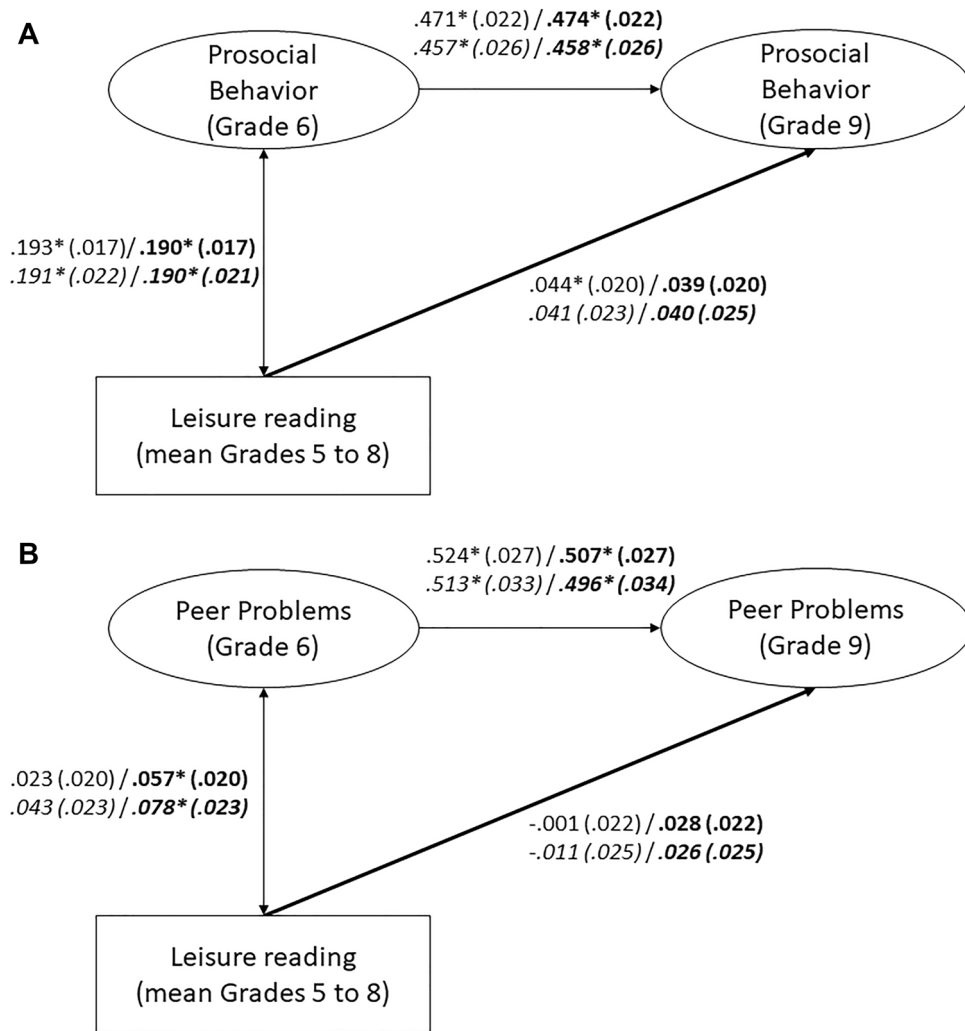 A
.471* (.022) / .474* (.022)
.457* (.026) / .458* (.026)
Prosocial
Behavior
(Grade 6)
Prosocial
Behavior
(Grade 9)
.193* (.017)/ .190* (.017)
.191* (.022) / .190* (.021)
.044* (.020) / .039 (.020)
.041 (.023) / .040 (.025)
Leisure reading
(mean Grades 5 to 8)
B
.524* (.027) / .507* (.027)
.513* (.033) / .496* (.034)
Peer Problems
(Grade 6)
Peer Problems
(Grade 9)
.023 (.020) / .057* (.020)
.043 (.023) / .078* (.023)
-.001 (.022) / .028 (.022)
-.011 (.025) / .026 (.025)
Leisure reading
(mean Grades 5 to 8)